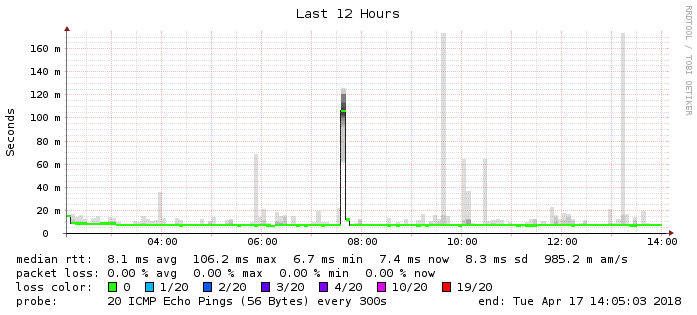 Last 12 Hours
RRDTOOL / TOBI OETIKER
Seconds
160 m
140 m
120 m
100 m
80 m
60 m
40 m
20 m
0
04:00 06:00 08:00 10:00 12:00 14:00
median rtt: 8.1 ms avg 106.2 ms max 6.7 ms min 7.4 ms now 8.3 ms sd 985.2 m am/s
packet loss: 0.00 % avg 0.00 % max 0.00 % min 0.00 % now
loss color: 0 1/20 2/20 3/20 4/20 10/20 19/20
probe: 20 ICMP Echo Pings (56 Bytes) every 300s end: Tue Apr 17 14:05:03 2018